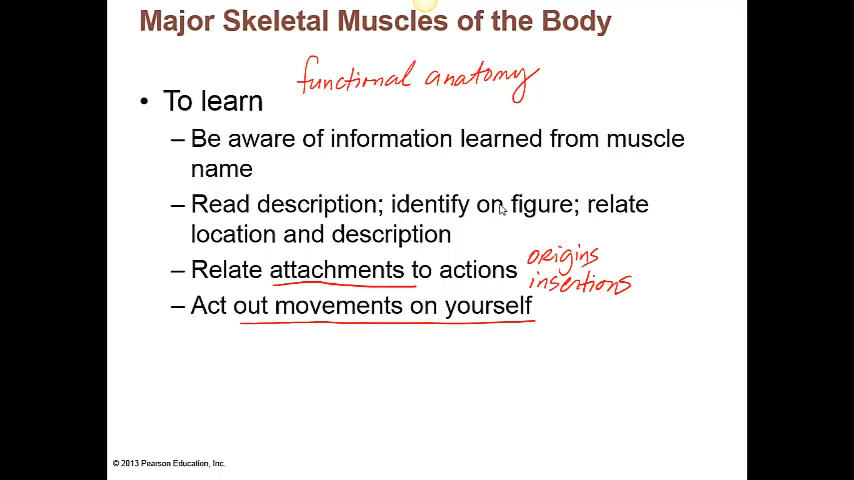 Major Skeletal Muscles of the Body
functional anatomy
• To learn
– Be aware of information learned from muscle
name
– Read description; identify on figure; relate
location and description
origins
– Relate attachments to actions
insertions
– Act out movements on yourself
© 2013 Pearson Education, Inc.